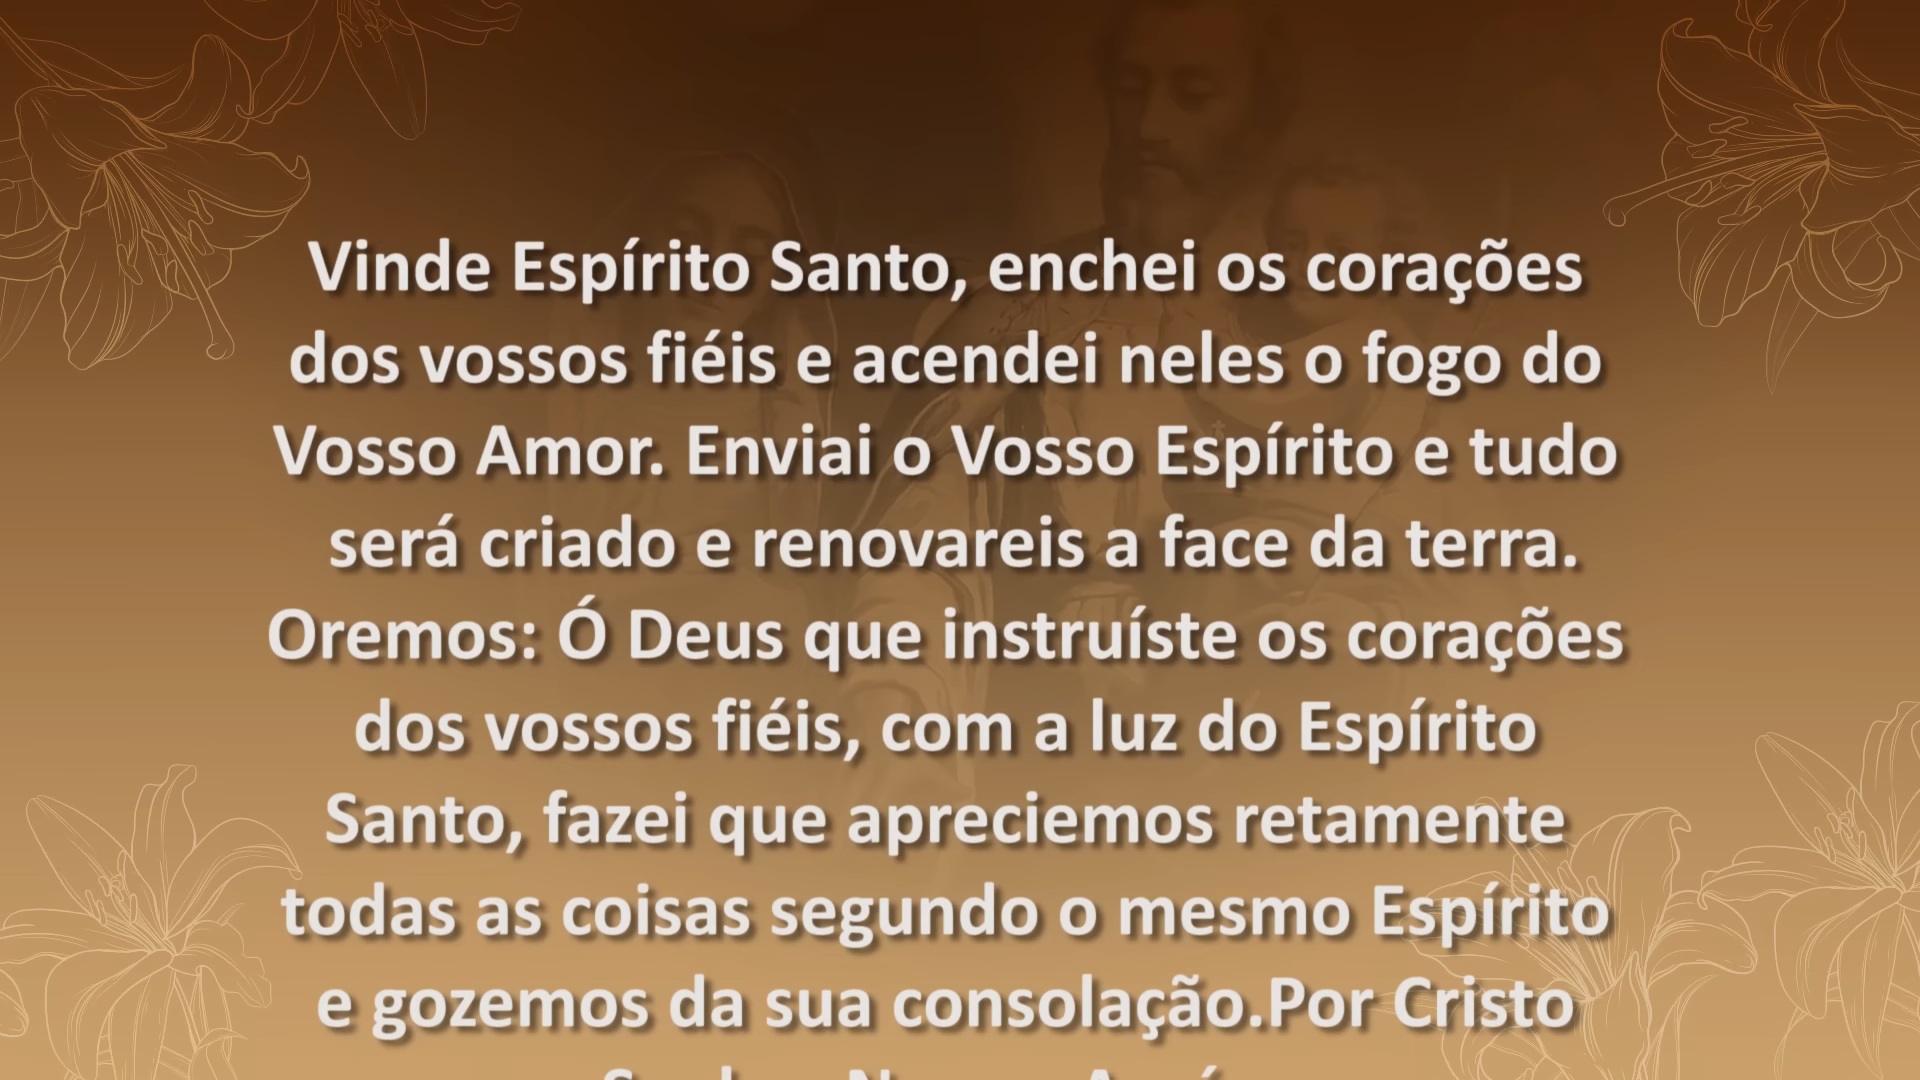 Vinde Espírito Santo, enchei os corações
dos vossos fiéis e acendei neles o fogo do
Vosso Amor. Enviai o Vosso Espírito e tudo
será criado e renovareis a face da terra.
Oremos: Ó Deus que instruíste os corações
dos vossos fiéis, com a luz do Espírito
Santo, fazei que apreciemos retamente
todas as coisas segundo o mesmo Espírito
e gozemos da sua consolação.Por Cristo